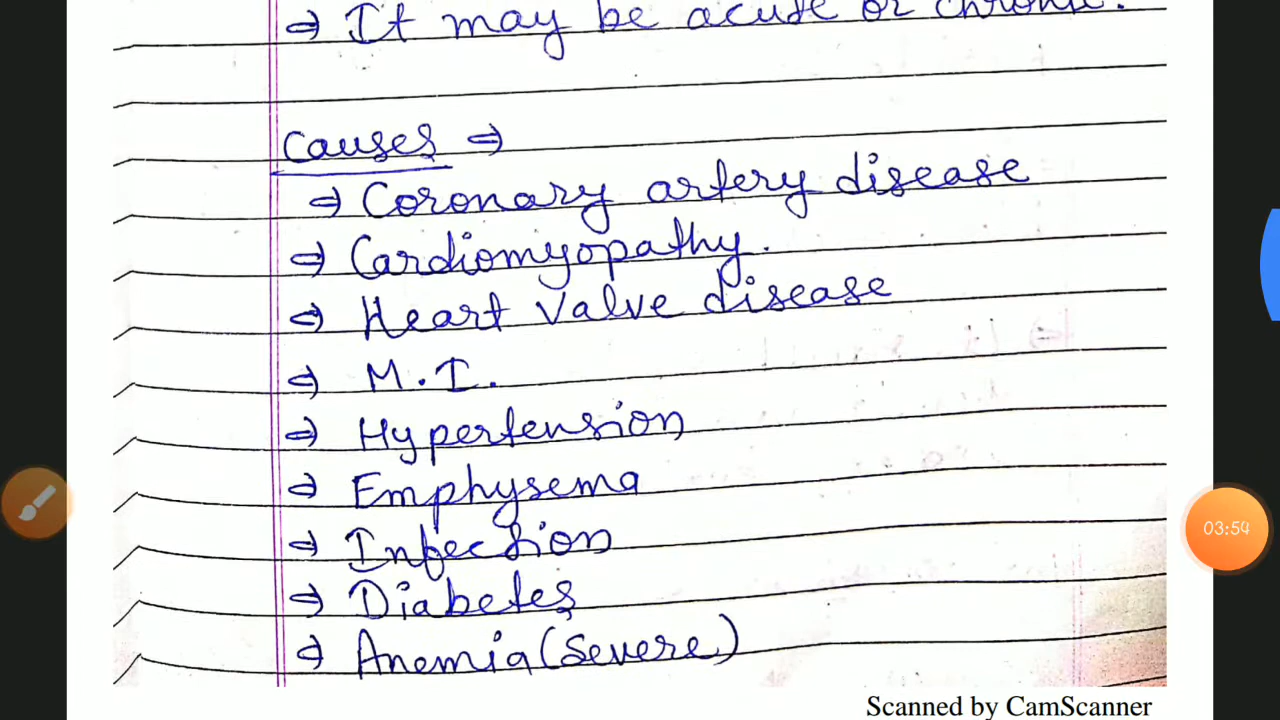 ⇒ It may be acute or chronic.
Causes ⇒
⇒ Coronary artery disease
⇒ Cardiomyopathy.
⇒ Heart Valve disease
⇒ M.I.
⇒ Hypertension
⇒ Emphysema
⇒ Infection
⇒ Diabetes
⇒ Anemia (Severe)
03:54
Scanned by CamScanner